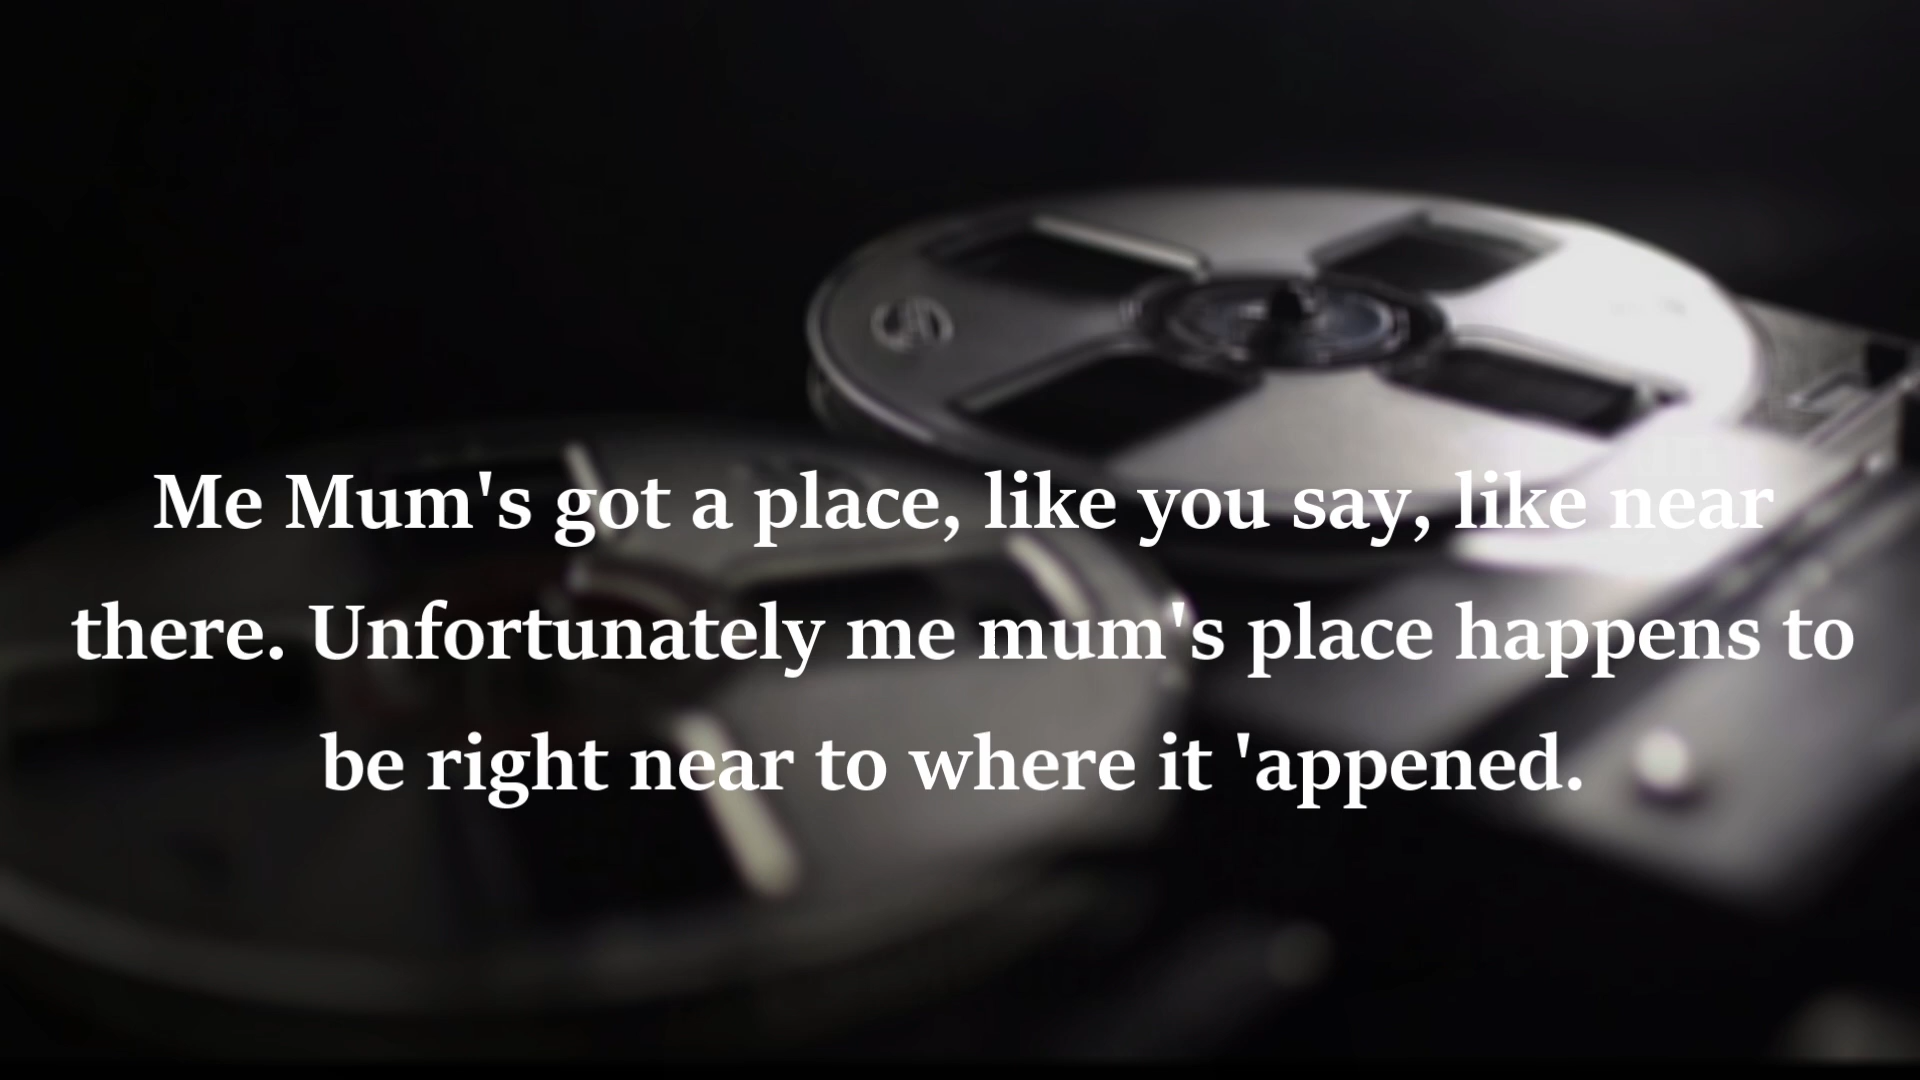 Me Mum's got a place, like you say, like near
there. Unfortunately me mum's place happens to
be right near to where it 'appened.